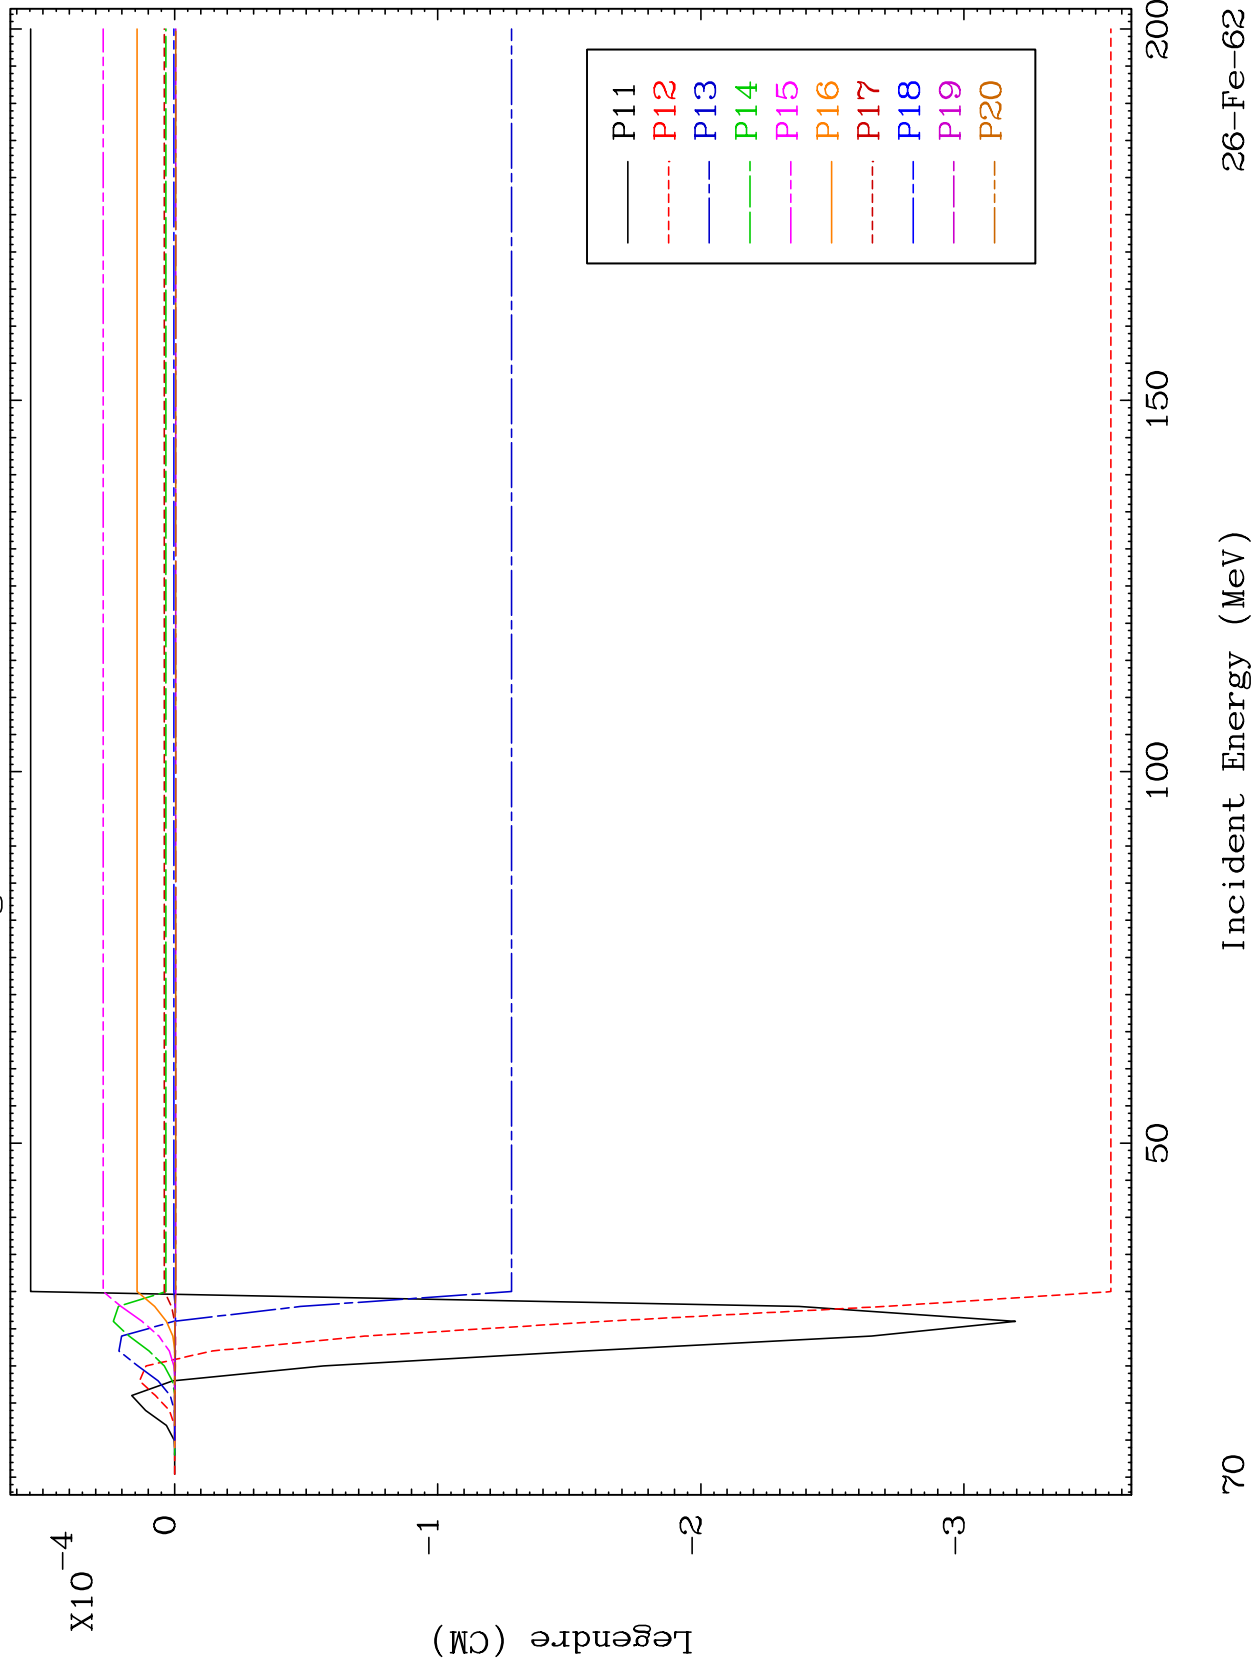 X10-4
0
-1
-2
-3
Legendre (CM)
P11
P12
P13
P14
P15
P16
P17
P18
P19
P20
50
100
150
200
Incident Energy (MeV)
70
26-Fe-62